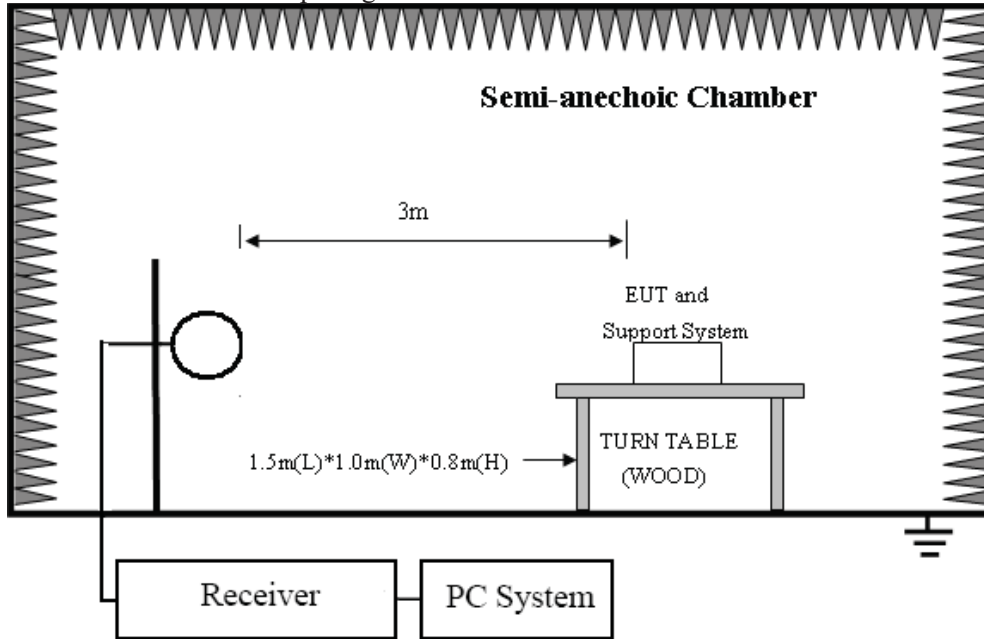 Semi-anechoic Chamber
3m
EUT and
Support System
TURN TABLE
(WOOD)
1.5m(L)*1.0m(W)*0.8m(H)
Receiver
PC System